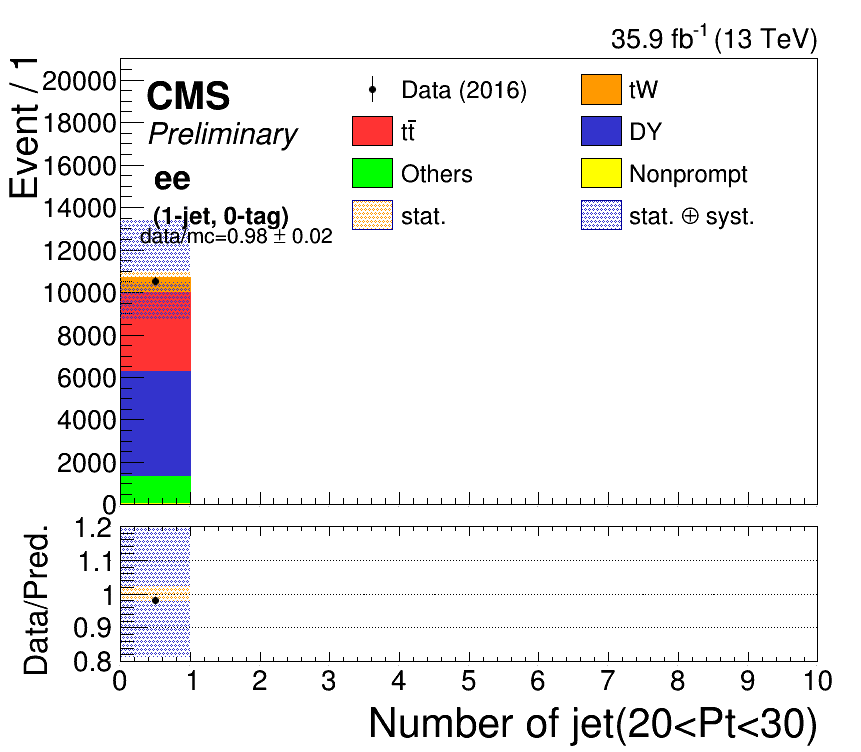 35.9 fb⁻¹ (13 TeV)
Event / 1
20000
18000
16000
14000
12000
10000
8000
6000
4000
2000
0
CMS
Preliminary
ee
(1-jet, 0-tag)
data/mc=0.98 ± 0.02
Data (2016)
tW
tt̄
DY
Others
Nonprompt
stat.
stat. ⊕ syst.
Data/Pred.
1.2
1.1
1
0.9
0.8
0 1 2 3 4 5 6 7 8 9 10
Number of jet(20<Pt<30)